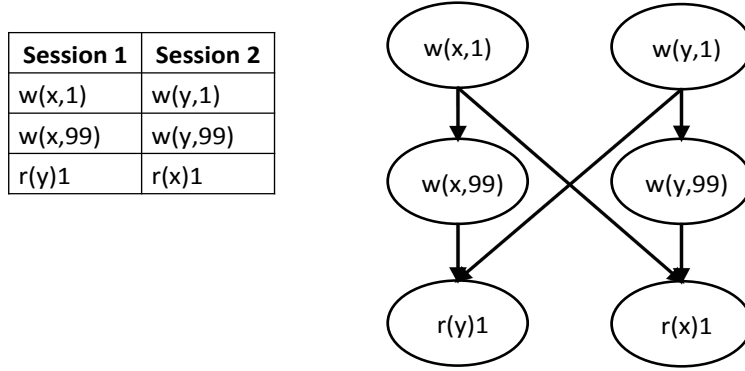 Session 1 Session 2
w(x,1) w(y,1)
w(x,99) w(y,99)
r(y)1 r(x)1
w(x,1) w(y,1)
w(x,99) w(y,99)
r(y)1 r(x)1